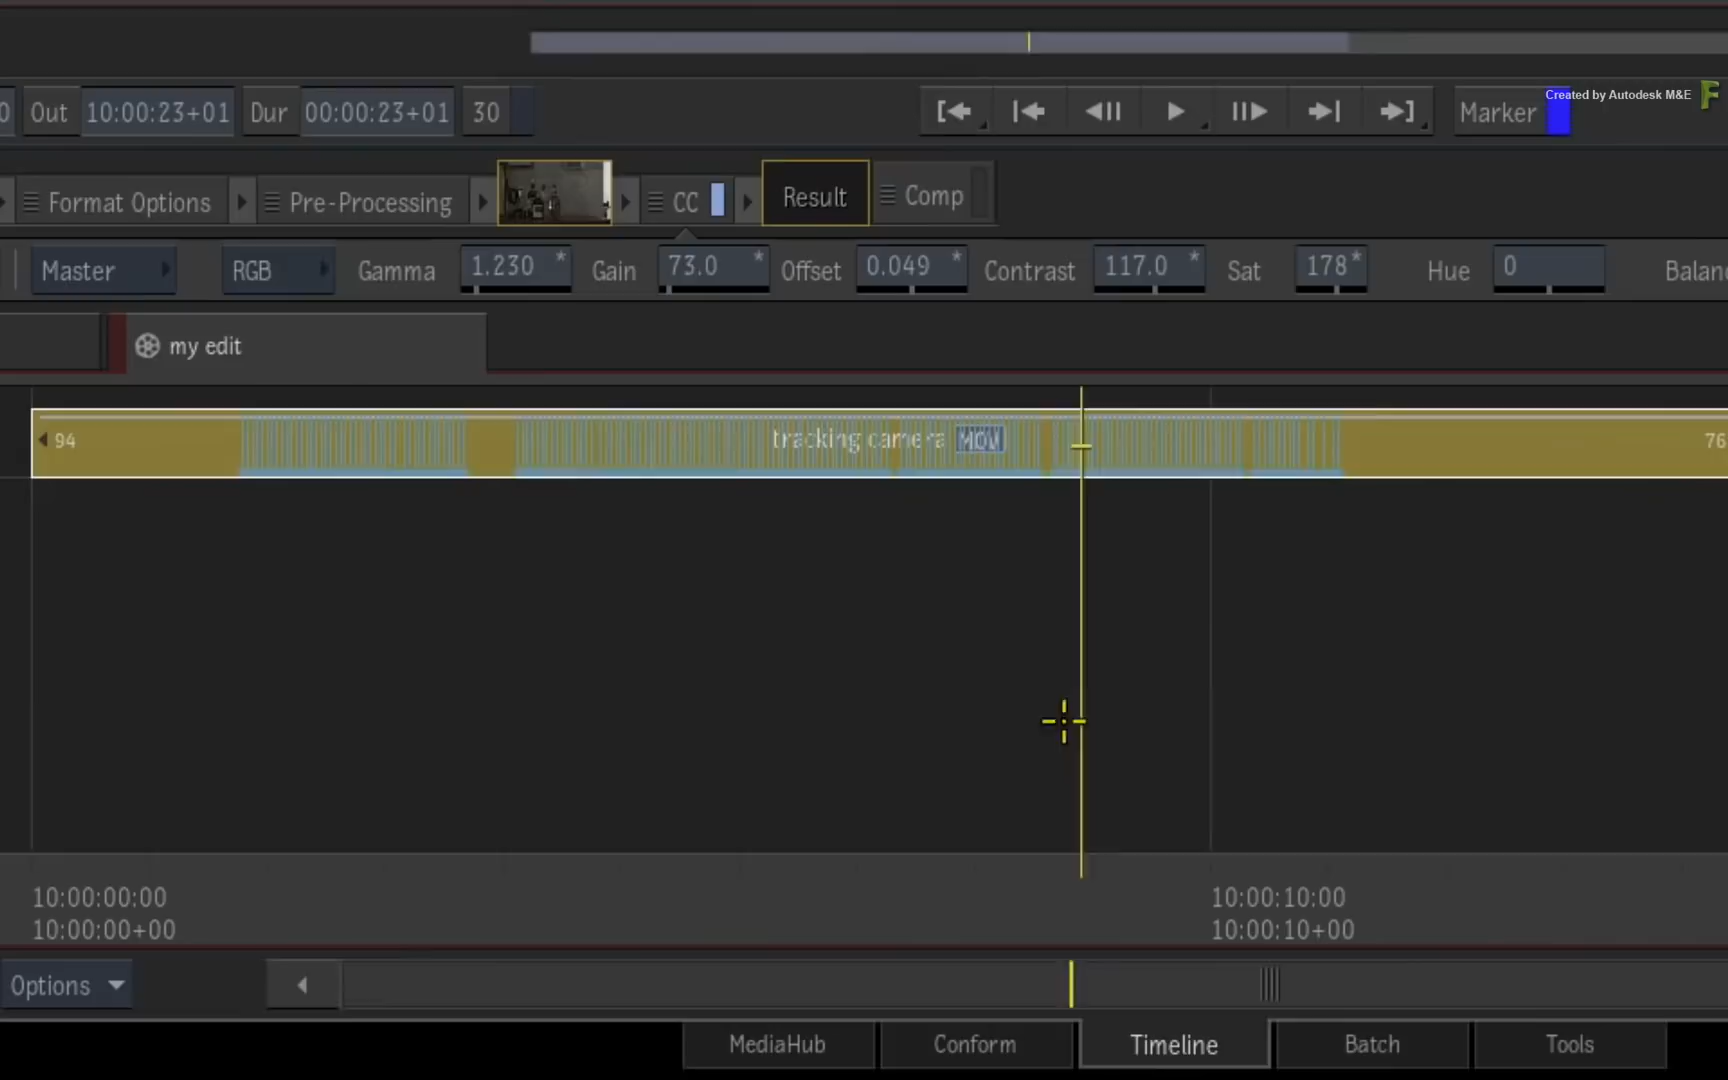 0 Out 10:00:23+01 Dur 00:00:23+01 30 Marker
Created by Autodesk M&E
Format Options Pre-Processing CC Result Comp
Master RGB Gamma 1.230 * Gain 73.0 * Offset 0.049 * Contrast 117.0 * Sat 178 * Hue 0 Balan
my edit
94 tracking camera MOV 76
10:00:00:00 10:00:10:00
10:00:00+00 10:00:10+00
Options
MediaHub Conform Timeline Batch Tools